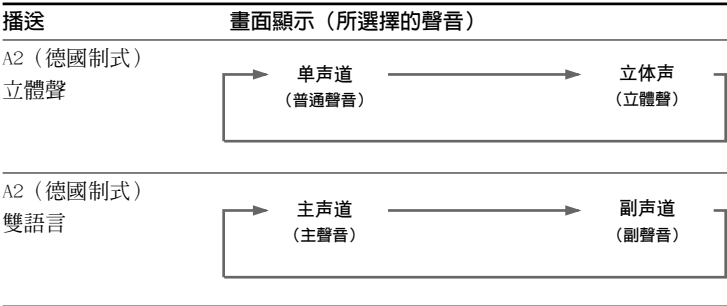 播送 畫面顯示（所選擇的聲音）
A2（德國制式）
立體聲
单声道 立体声
（普通聲音） （立體聲）
A2（德國制式）
雙語言
主声道 副声道
（主聲音） （副聲音）